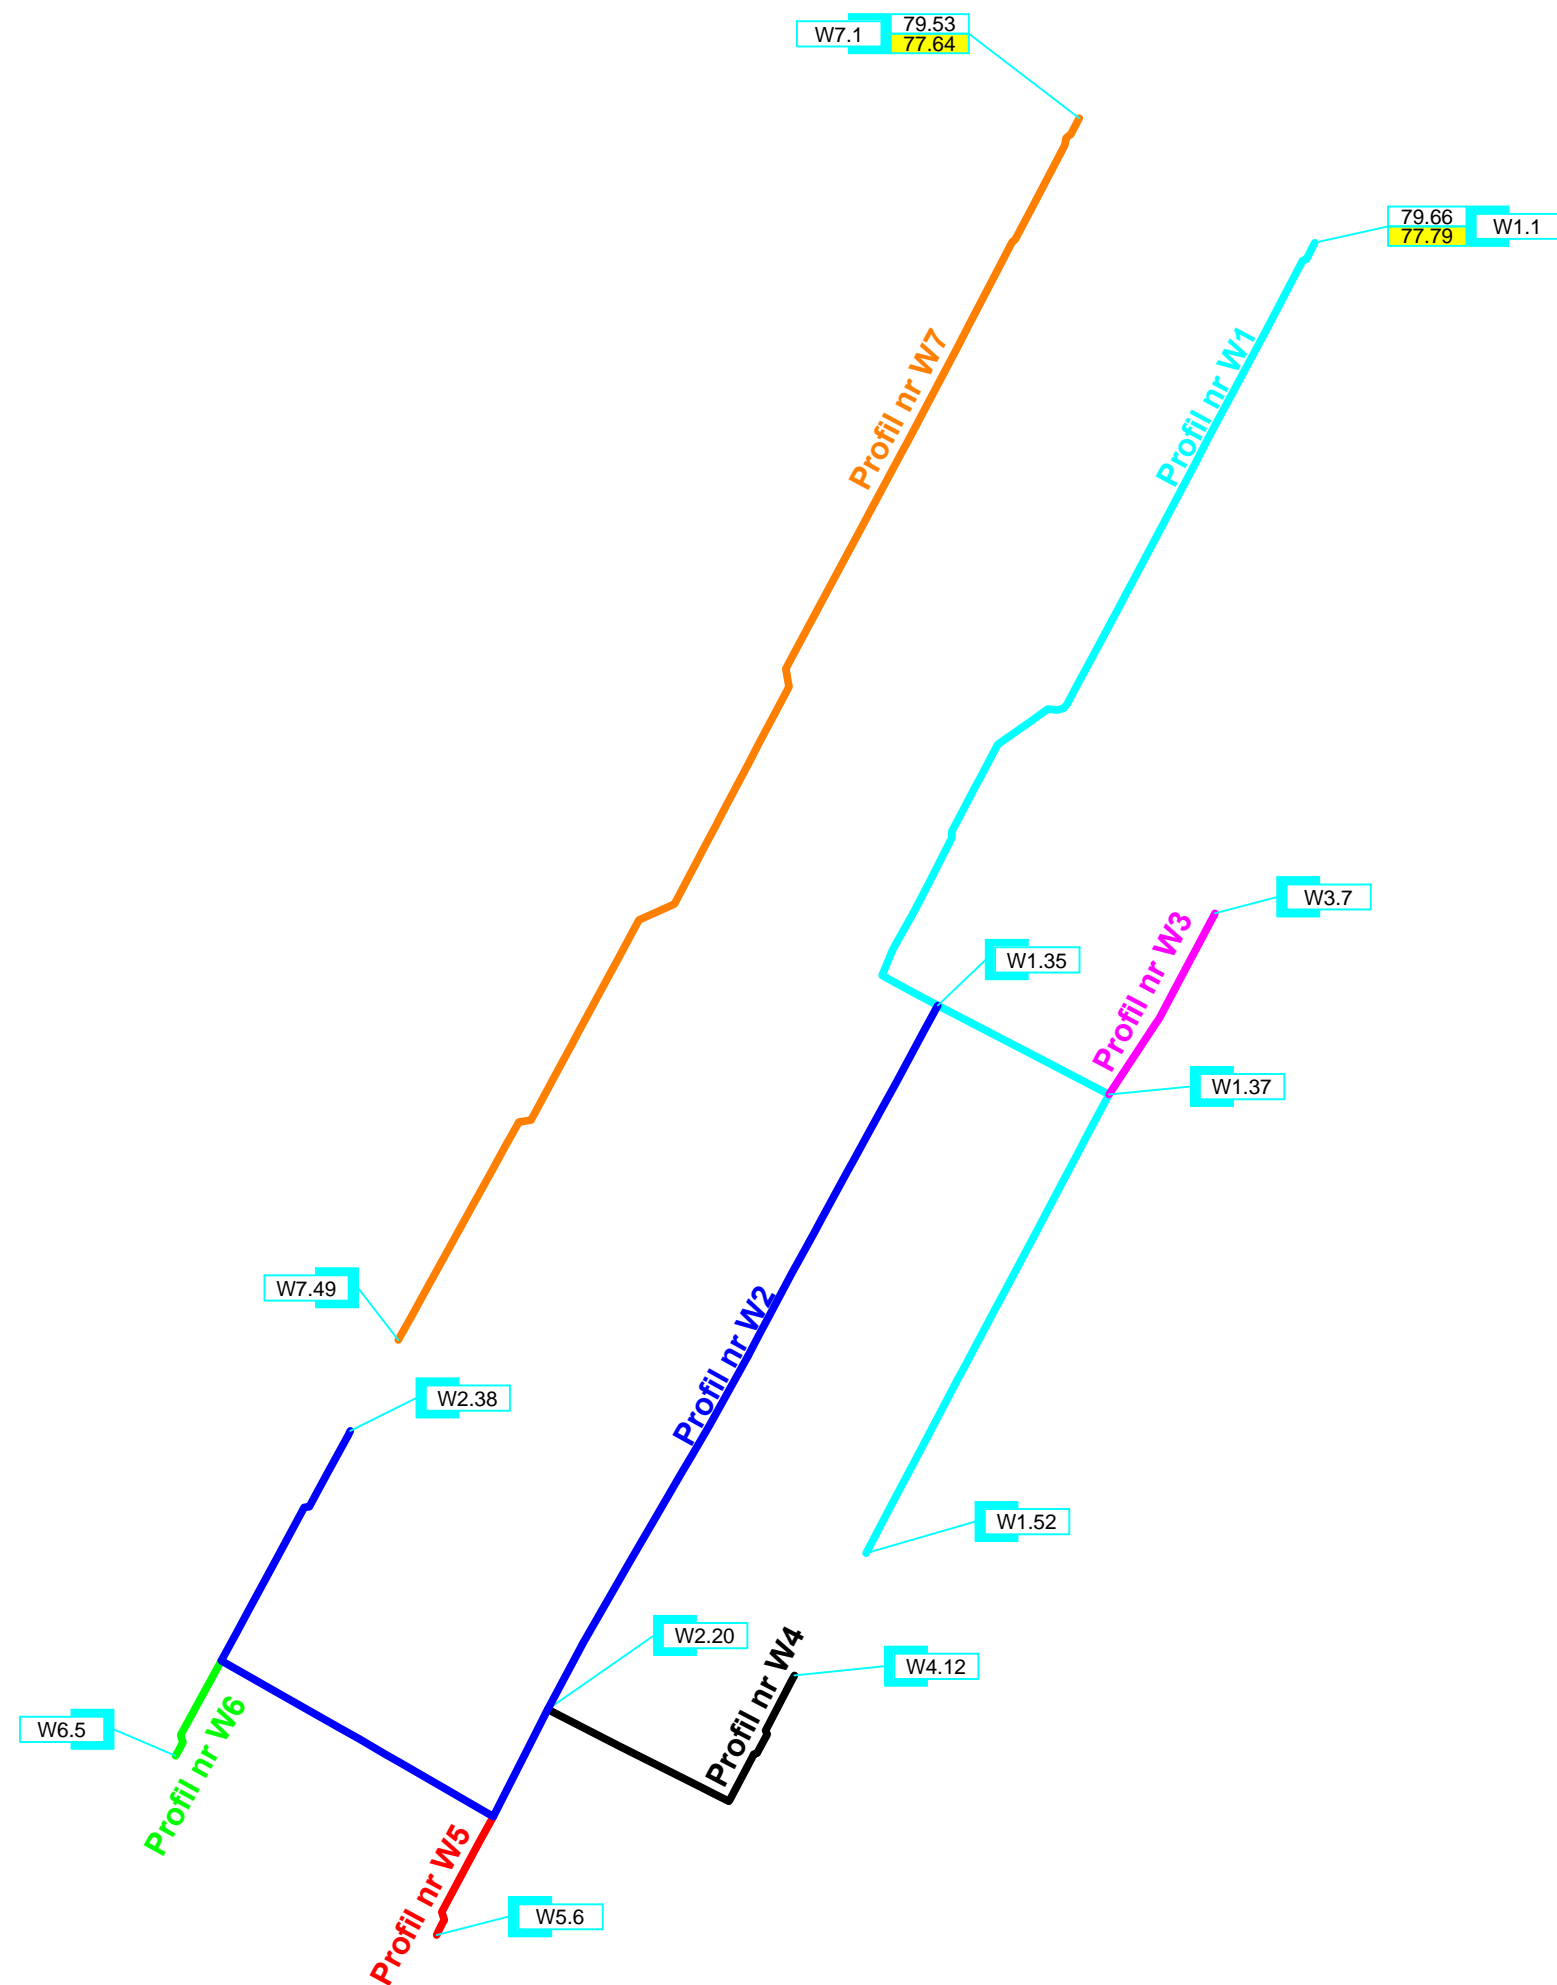 79.53
W7.1
77.64
79.66
W1.1
77.79
Profil nr W7
Profil nr W1
W3.7
Profil nr W3
W1.35
W1.37
W7.49
Profil nr W2
W2.38
W1.52
W2.20
Profil nr W4
W4.12
W6.5
Profil nr W6
Profil nr W5
W5.6